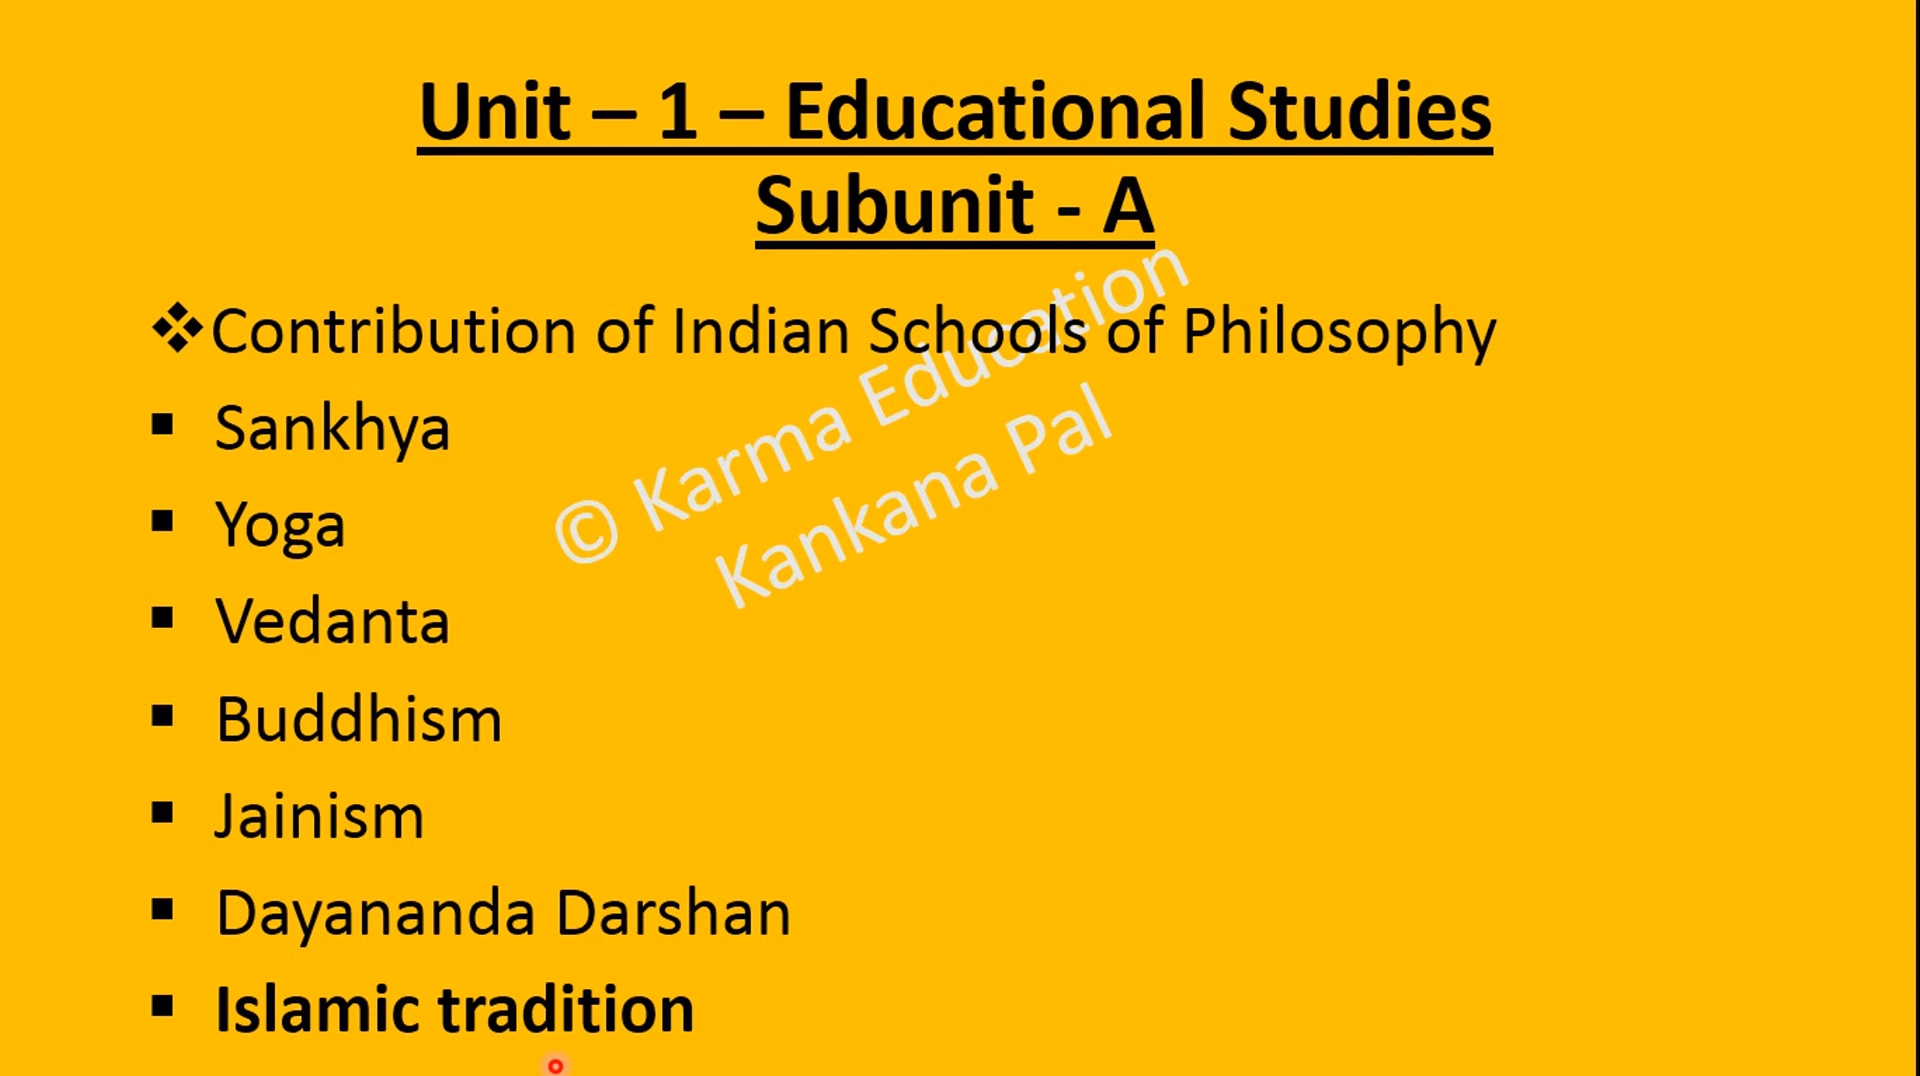 Unit – 1 – Educational Studies
Subunit - A
❖Contribution of Indian Schools of Philosophy
▪ Sankhya
▪ Yoga
▪ Vedanta
▪ Buddhism
▪ Jainism
▪ Dayananda Darshan
▪ Islamic tradition
© Karma Education
Kankana Pal